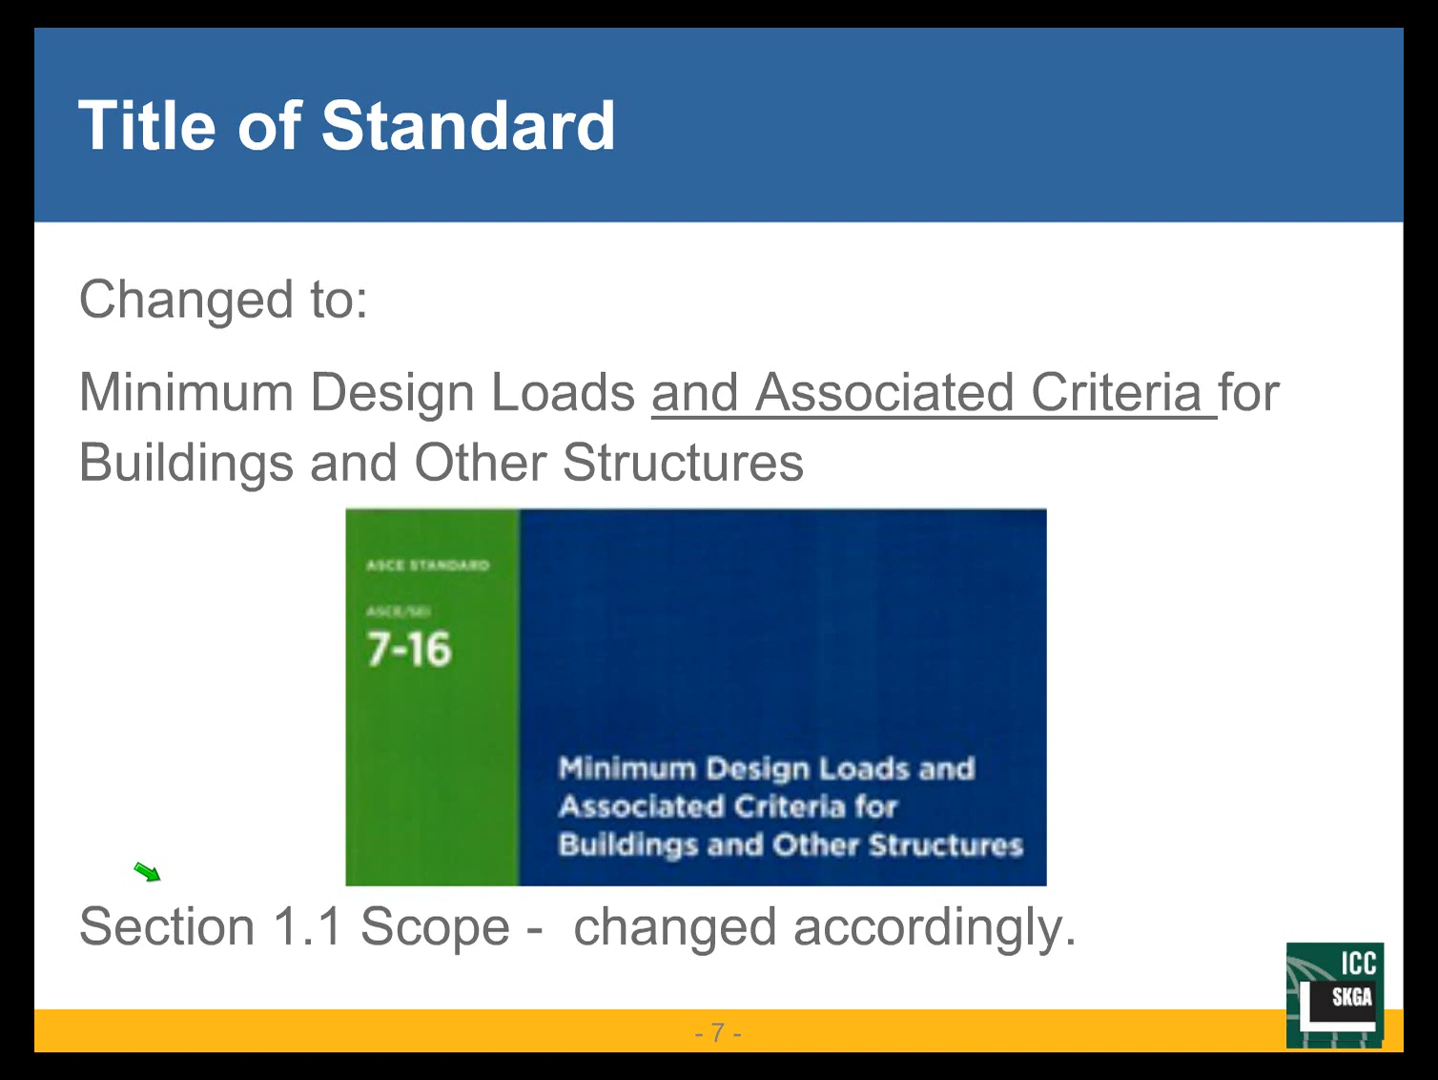 Title of Standard
Changed to:
Minimum Design Loads and Associated Criteria for
Buildings and Other Structures
ASCE STANDARD
ASCE/SEI
7-16
Minimum Design Loads and
Associated Criteria for
Buildings and Other Structures
Section 1.1 Scope -  changed accordingly.
ICC
SKGA
- 7 -